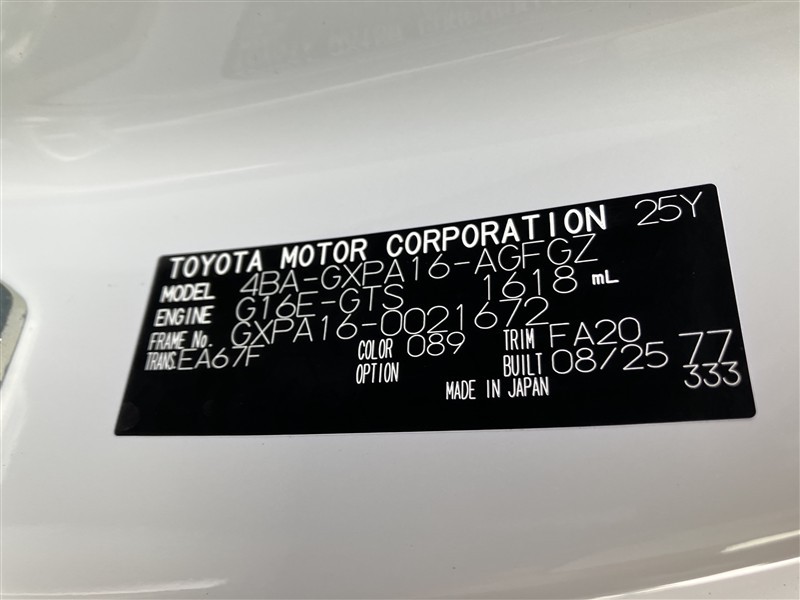 TOYOTA MOTOR CORPORATION 25Y
MODEL 4BA-GXPA16-AGFGZ
ENGINE G16E-GTS 1618 mL
FRAME No. GXPA16-0021672
TRANS. EA67F COLOR 089 TRIM FA20 77
OPTION BUILT 08/25 333
MADE IN JAPAN